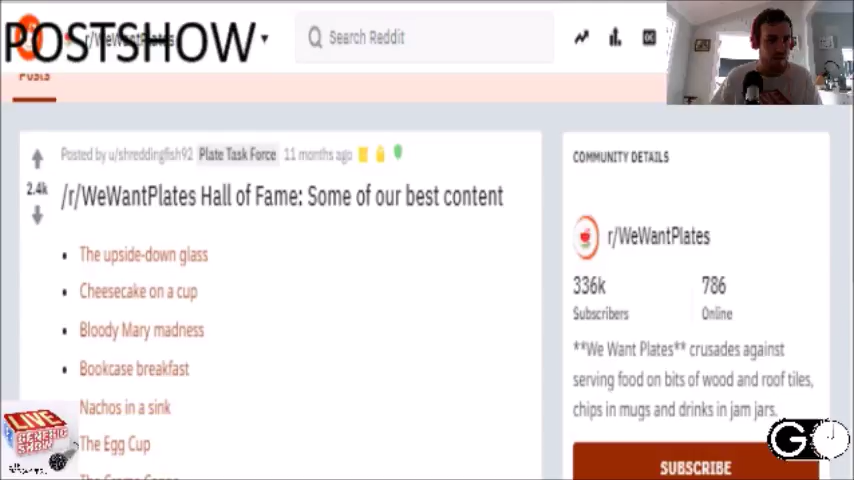 POSTSHOW
r/WeWantPlates
Search Reddit
POSTS
Posted by u/shreddingfish92 Plate Task Force 11 months ago
2.4k
/r/WeWantPlates Hall of Fame: Some of our best content
The upside-down glass
Cheesecake on a cup
Bloody Mary madness
Bookcase breakfast
Nachos in a sink
The Egg Cup
COMMUNITY DETAILS
r/WeWantPlates
336k 786
Subscribers Online
**We Want Plates** crusades against
serving food on bits of wood and roof tiles,
chips in mugs and drinks in jam jars.
SUBSCRIBE
LIVE
GENERIC
SHOW